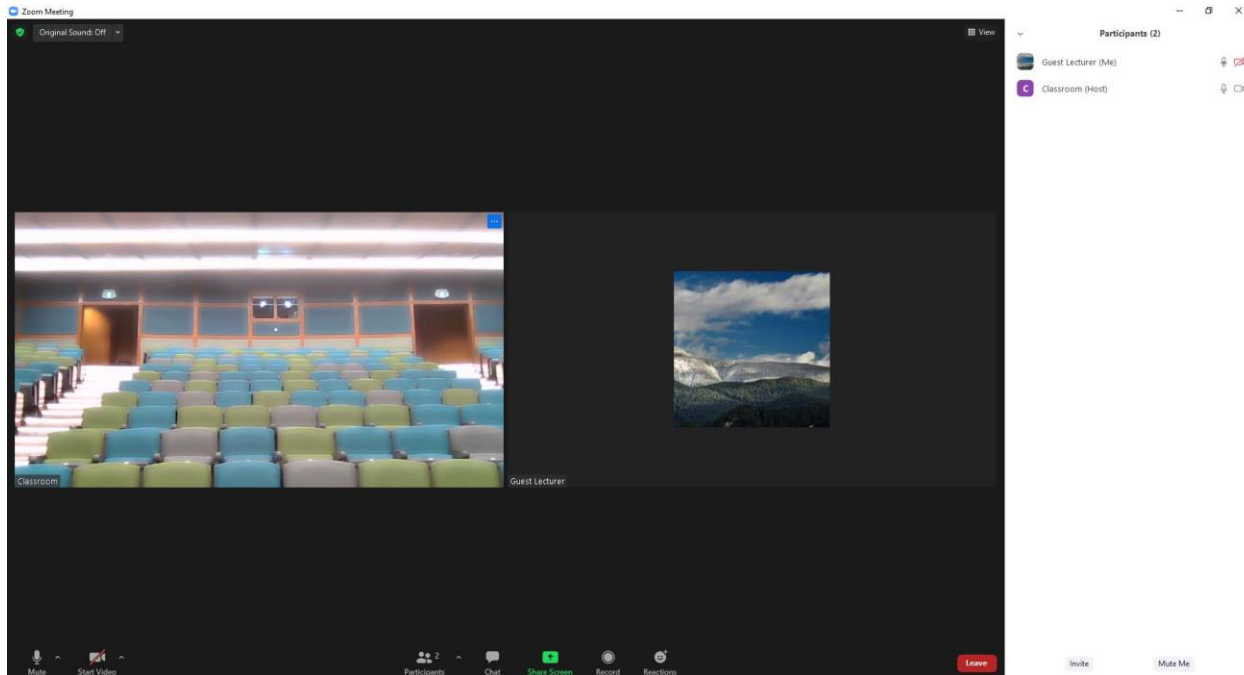 Zoom Meeting
Original Sound: Off
View
Participants (2)
Guest Lecturer (Me)
C
Classroom (Host)
Classroom
Guest Lecturer
Mute
Start Video
Participants
2
Chat
Share Screen
Record
Reactions
Leave
Invite
Mute Me